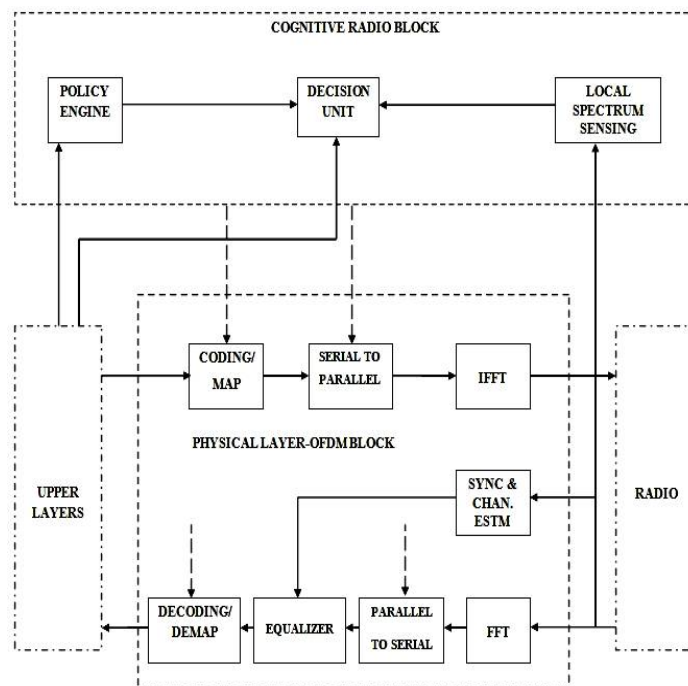 COGNITIVE RADIO BLOCK
POLICY
ENGINE
DECISION
UNIT
LOCAL
SPECTRUM
SENSING
CODING/
MAP
SERIAL TO
PARALLEL
IFFT
PHYSICAL LAYER-OFDM BLOCK
UPPER
LAYERS
SYNC &
CHAN.
ESTM
RADIO
DECODING/
DEMAP
EQUALIZER
PARALLEL
TO SERIAL
FFT